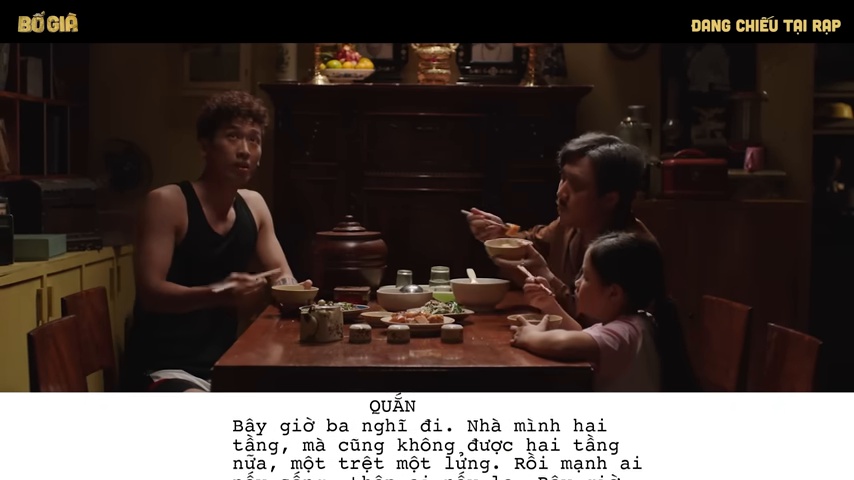 BỐ GIÀ
ĐANG CHIẾU TẠI RẠP
QUẮN
Bây giờ ba nghĩ đi. Nhà mình hai
tầng, mà cũng không được hai tầng
nữa, một trệt một lửng. Rồi mạnh ai